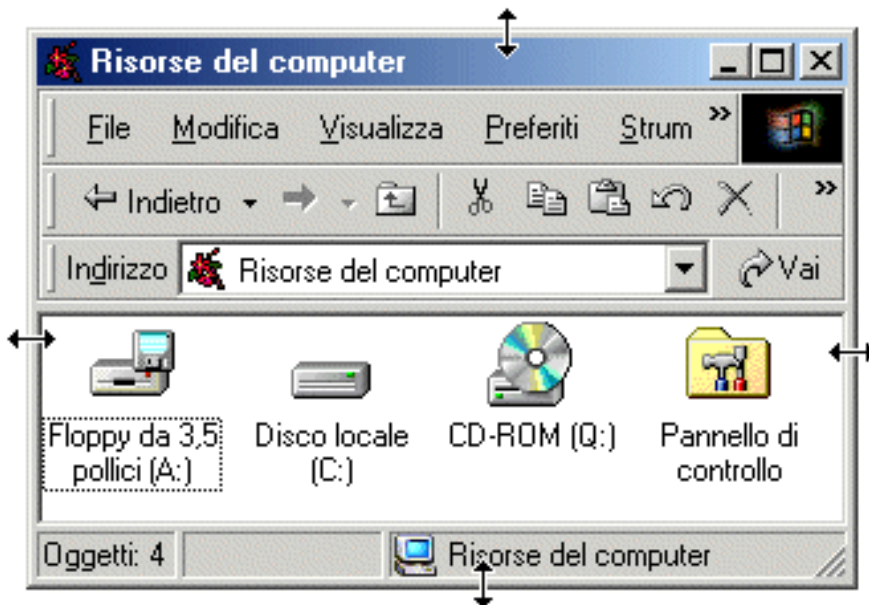 Risorse del computer
File Modifica Visualizza Preferiti Strum »
Indietro »
Indirizzo Risorse del computer Vai
Floppy da 3,5 Disco locale CD-ROM (Q:) Pannello di
pollici (A:) (C:) controllo
Oggetti: 4 Risorse del computer